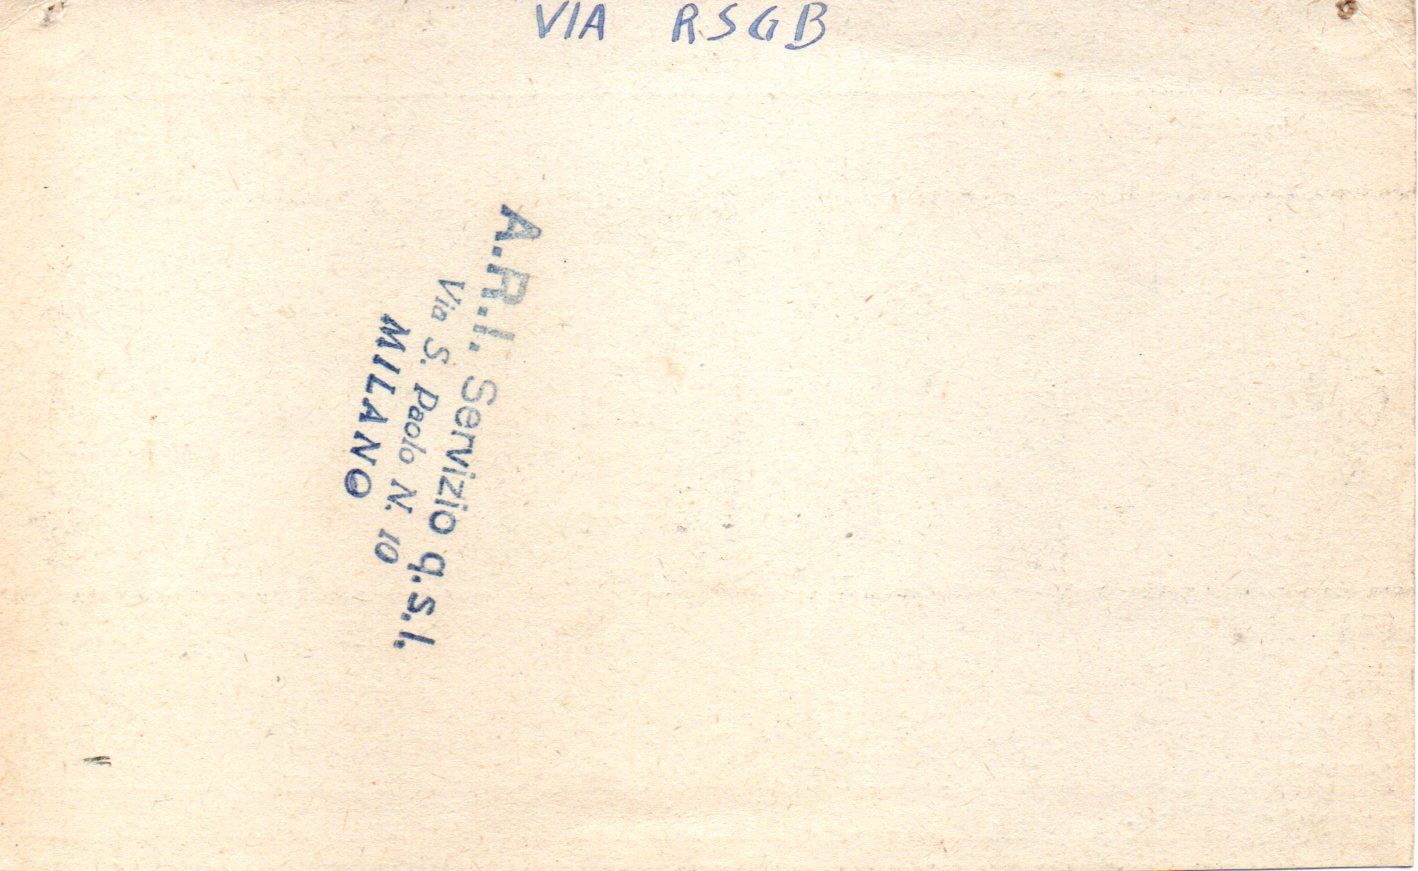 VIA RSGB
A.R.I. Servizio q.s.l.
Via S. Paolo N. 10
MILANO